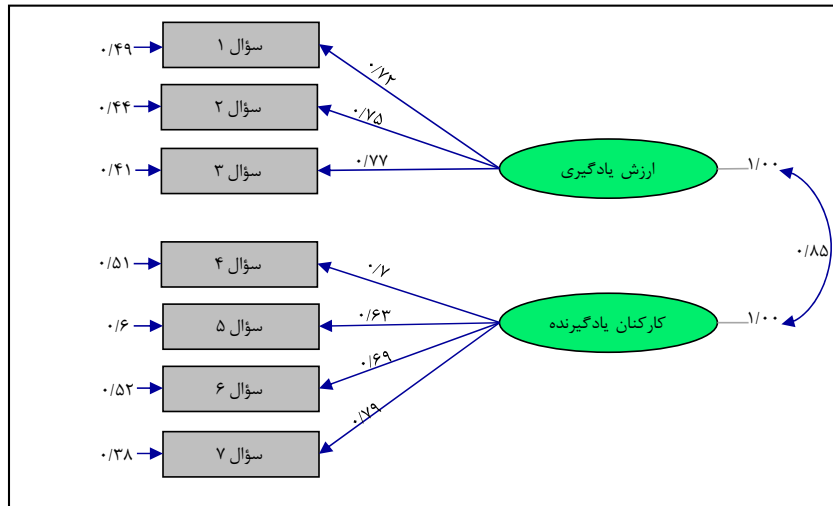 سؤال ۱
۰/۴۹
۰/۷۲
سؤال ۲
۰/۴۴
۰/۷۵
سؤال ۳
۰/۴۱
۰/۷۷
ارزش یادگیری
۱/۰۰
۰/۸۵
سؤال ۴
۰/۵۱
۰/۷
سؤال ۵
۰/۶
۰/۶۳
کارکنان یادگیرنده
۱/۰۰
سؤال ۶
۰/۵۲
۰/۶۹
سؤال ۷
۰/۳۸
۰/۷۹